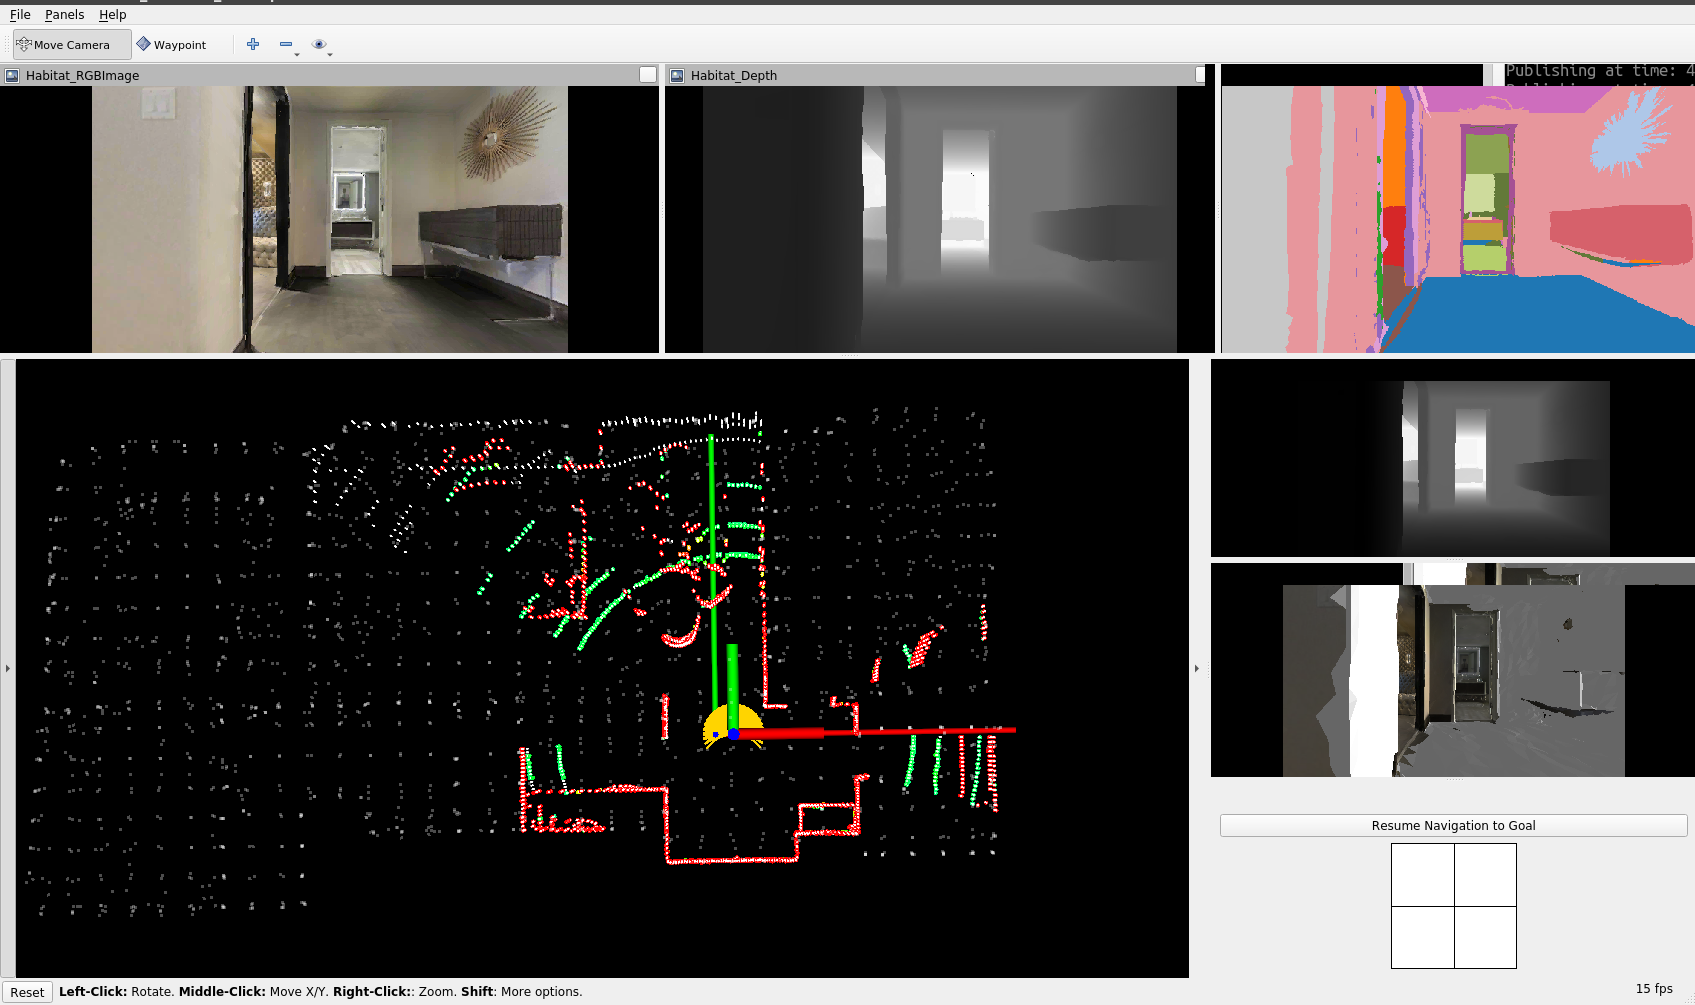 File Panels Help
Move Camera Waypoint
Habitat_RGBImage
Habitat_Depth
Publishing at time: 4
Resume Navigation to Goal
Reset Left-Click: Rotate. Middle-Click: Move X/Y. Right-Click:: Zoom. Shift: More options.
15 fps